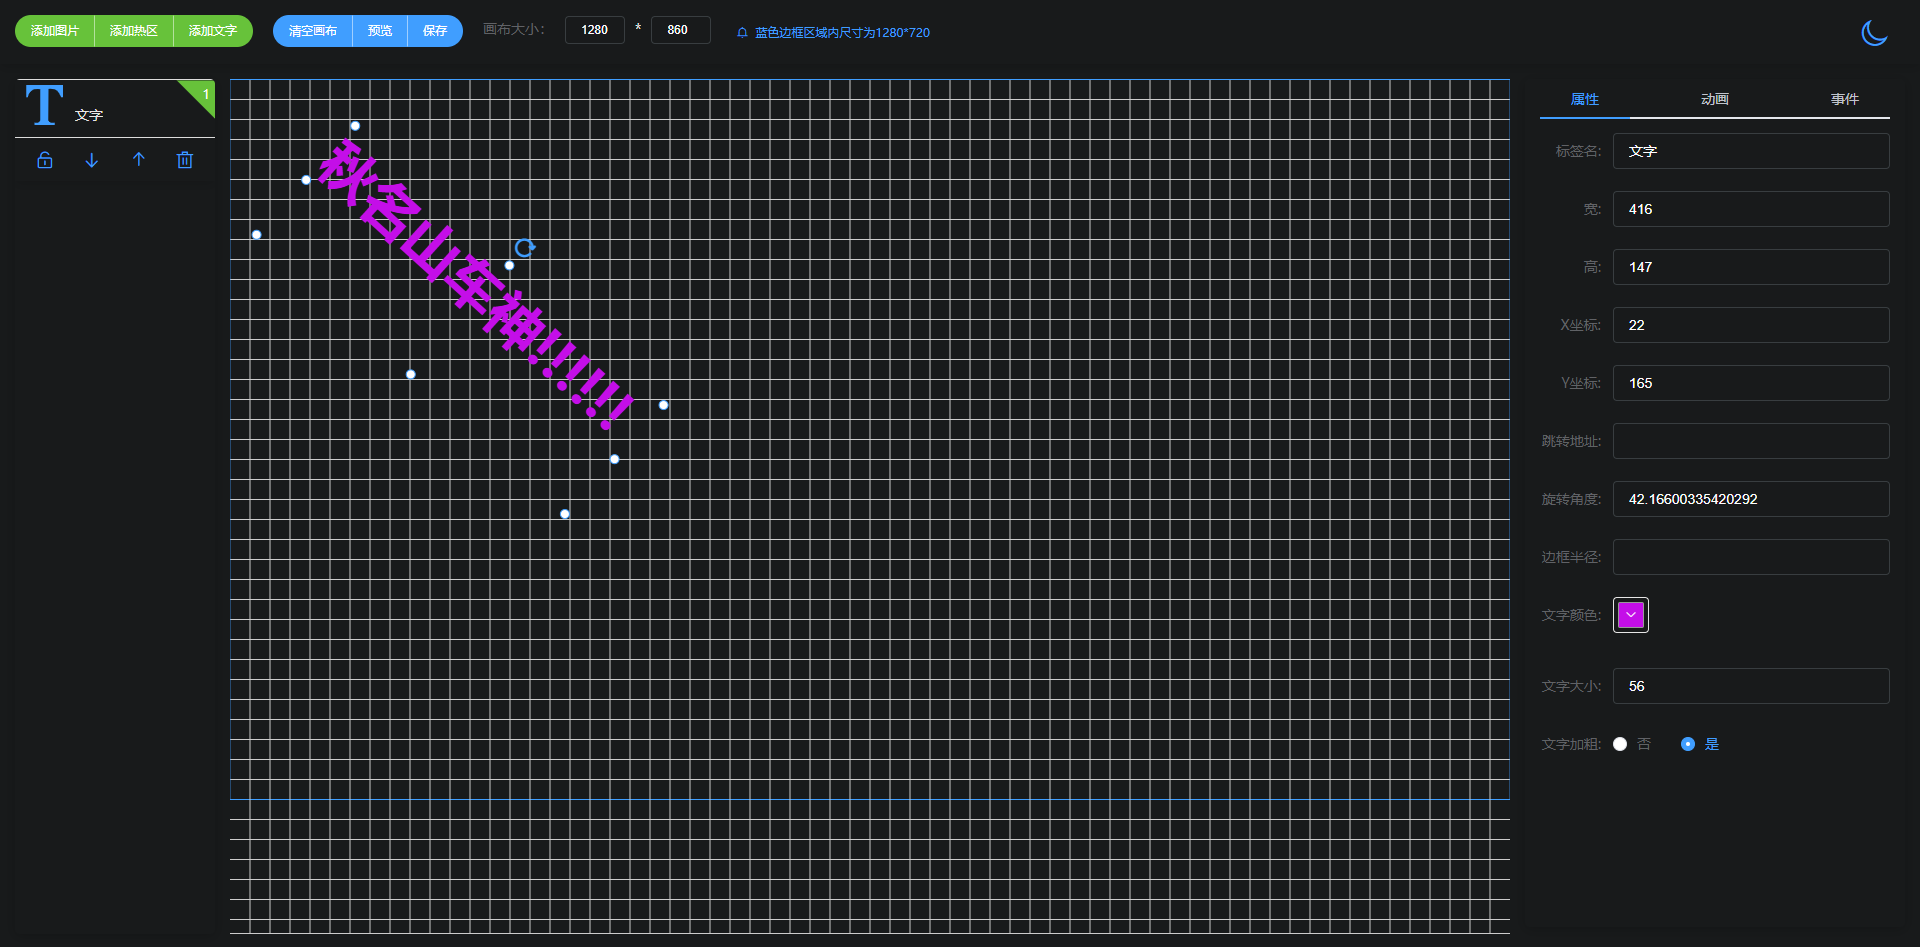 添加图片 添加热区 添加文字 清空画布 预览 保存 画布大小: 1280 * 860 蓝色边框区域内尺寸为1280*720
T 文字 1
秋名山车神!!!!!!
属性 动画 事件
标签名: 文字
宽: 416
高: 147
X坐标: 22
Y坐标: 165
跳转地址:
旋转角度: 42.16600335420292
边框半径:
文字颜色:
文字大小: 56
文字加粗: 否 是